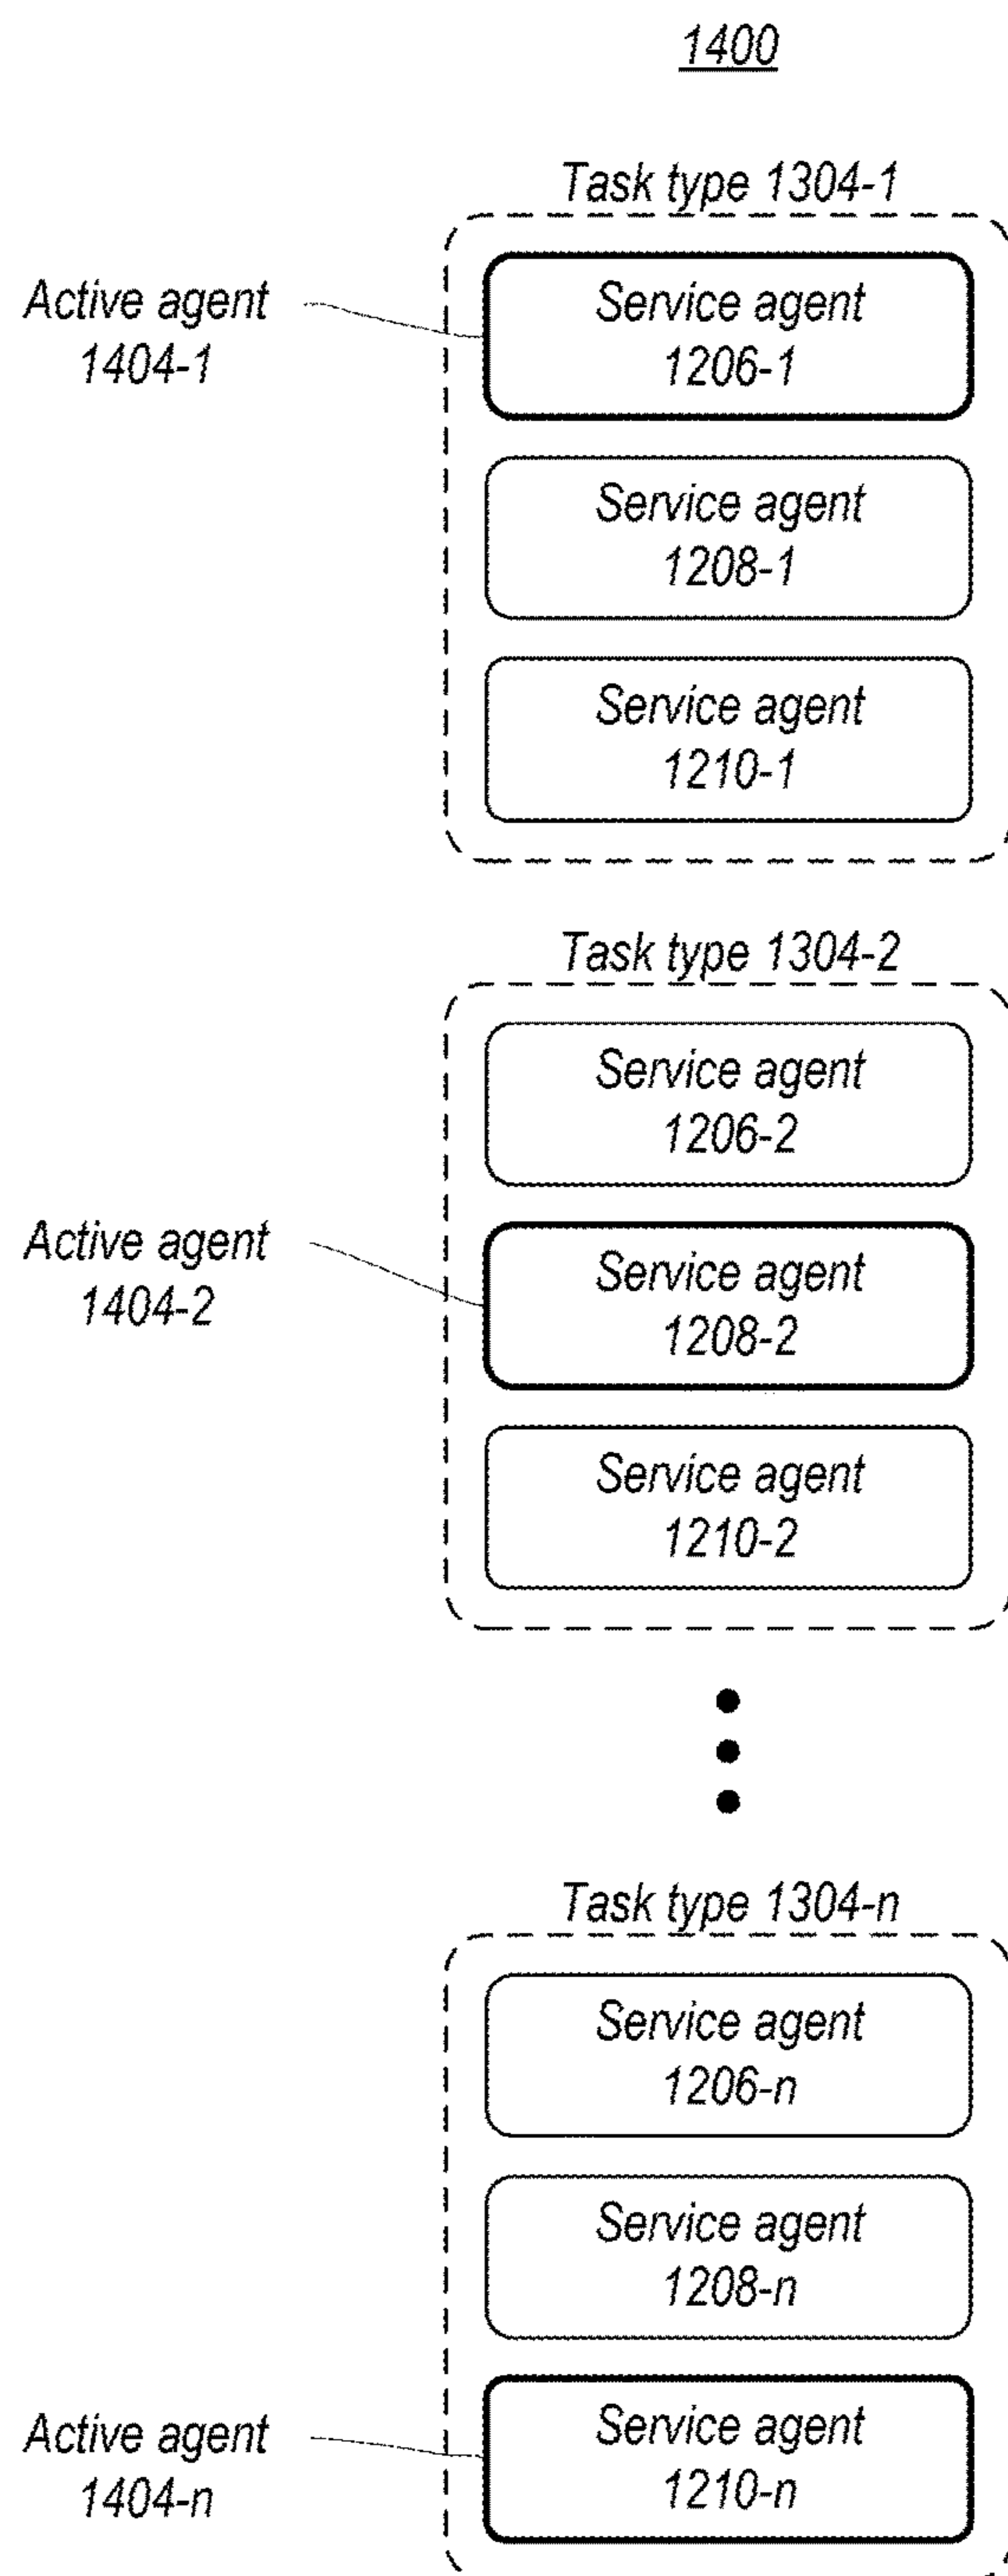 1400
Task type 1304-1
Active agent
1404-1
Service agent
1206-1
Service agent
1208-1
Service agent
1210-1
Task type 1304-2
Service agent
1206-2
Active agent
1404-2
Service agent
1208-2
Service agent
1210-2
Task type 1304-n
Service agent
1206-n
Service agent
1208-n
Active agent
1404-n
Service agent
1210-n